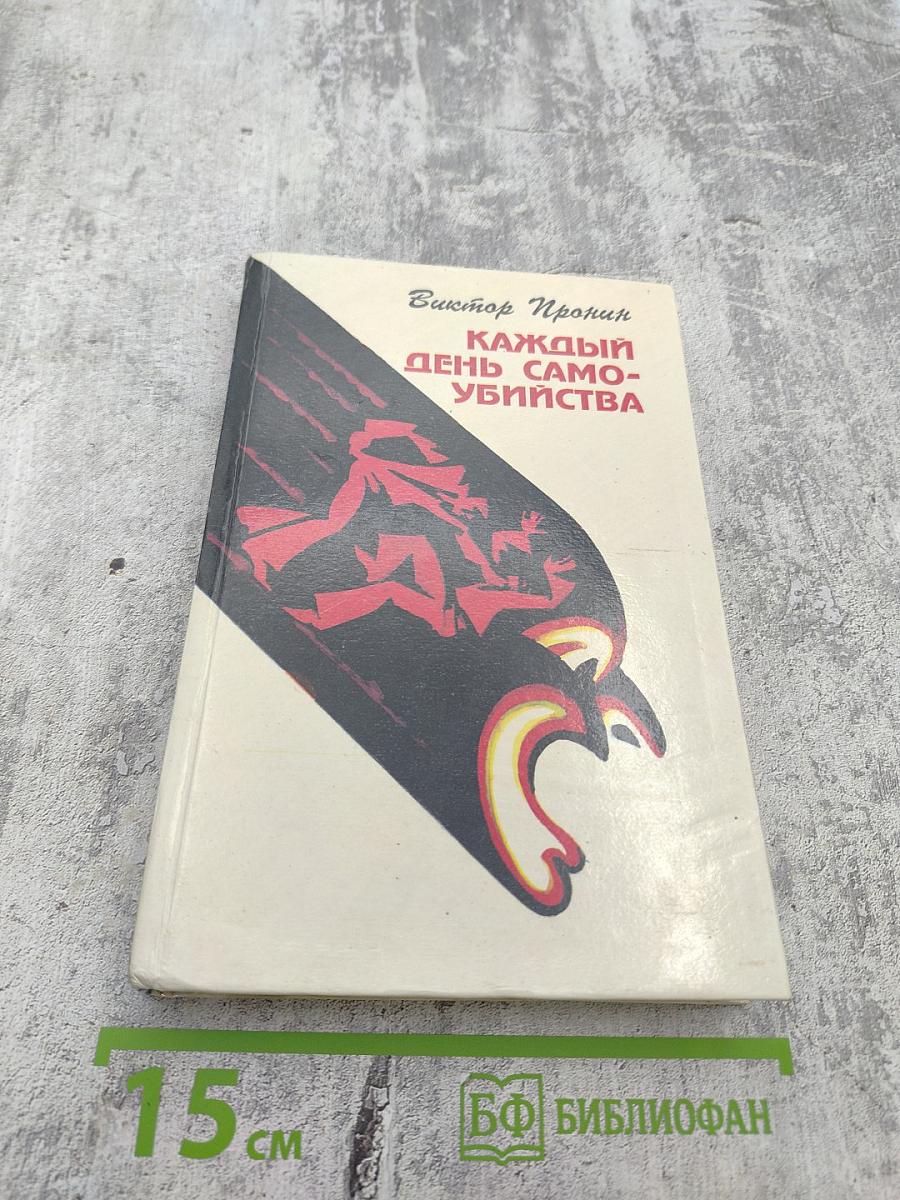 Виктор Пронин
КАЖДЫЙ
ДЕНЬ САМО-
УБИЙСТВА
15 см
БФ БИБЛИОФАН